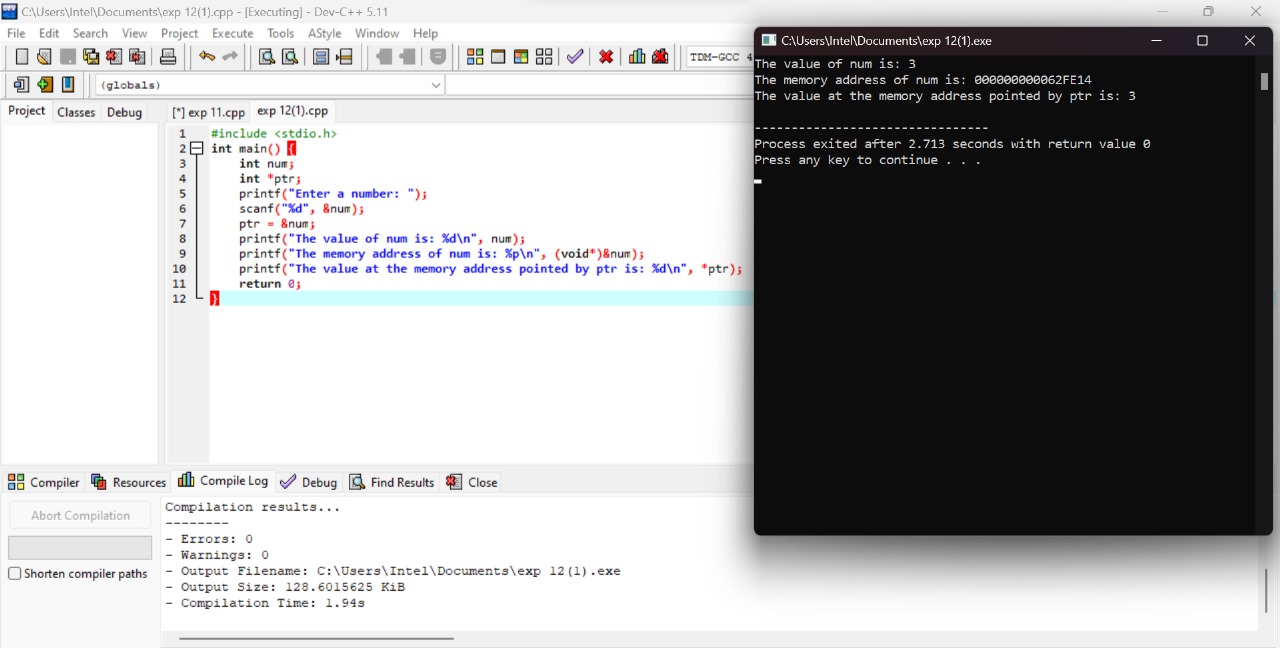 C:\Users\Intel\Documents\exp 12(1).cpp - [Executing] - Dev-C++ 5.11
File Edit Search View Project Execute Tools AStyle Window Help
TDM-GCC 4
(globals)
Project Classes Debug
[*] exp 11.cpp exp 12(1).cpp
1 #include <stdio.h>
2 int main() {
3 int num;
4 int *ptr;
5 printf("Enter a number: ");
6 scanf("%d", &num);
7 ptr = &num;
8 printf("The value of num is: %d\n", num);
9 printf("The memory address of num is: %p\n", (void*)&num);
10 printf("The value at the memory address pointed by ptr is: %d\n", *ptr);
11 return 0;
12 }
C:\Users\Intel\Documents\exp 12(1).exe
The value of num is: 3
The memory address of num is: 000000000062FE14
The value at the memory address pointed by ptr is: 3
--------------------------------
Process exited after 2.713 seconds with return value 0
Press any key to continue . . .
Compiler Resources Compile Log Debug Find Results Close
Abort Compilation
Shorten compiler paths
Compilation results...
--------
- Errors: 0
- Warnings: 0
- Output Filename: C:\Users\Intel\Documents\exp 12(1).exe
- Output Size: 128.6015625 KiB
- Compilation Time: 1.94s